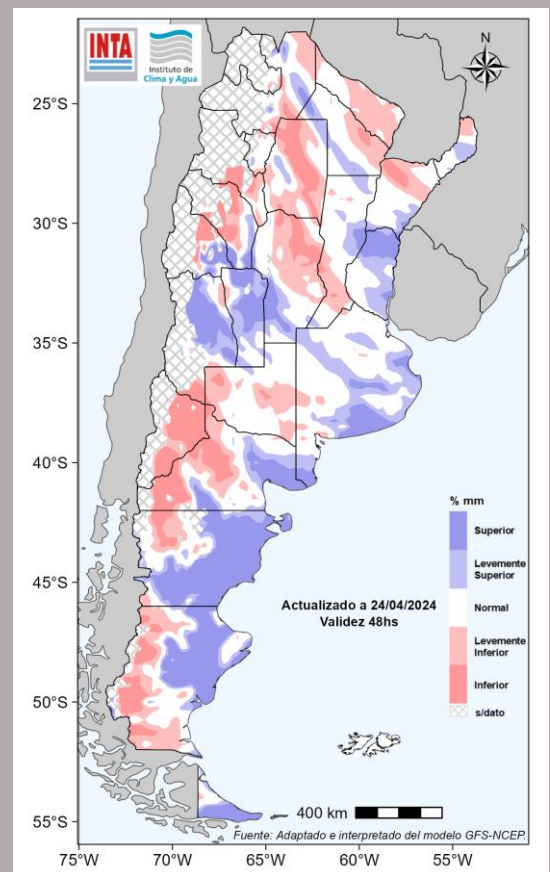 INTA
Instituto de
Clima y Agua
N
25°S
30°S
35°S
40°S
45°S
50°S
55°S
% mm
Superior
Levemente
Superior
Normal
Levemente
Inferior
Inferior
s/dato
Actualizado a 24/04/2024
Validez 48hs
400 km
Fuente: Adaptado e interpretado del modelo GFS-NCEP.
75°W
70°W
65°W
60°W
55°W